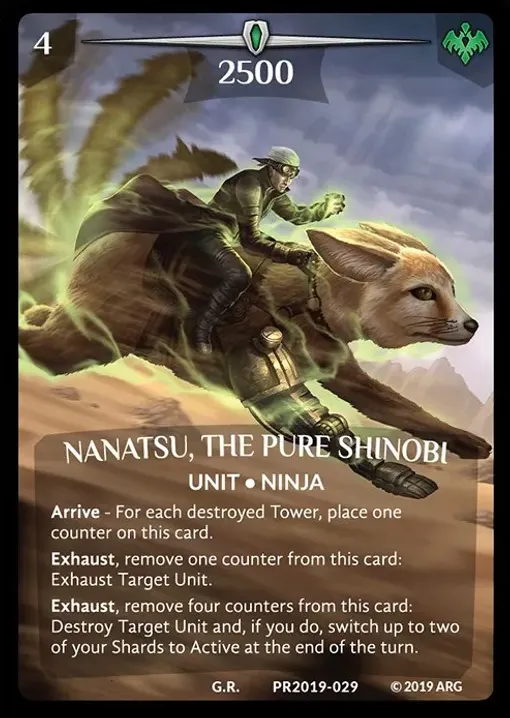 4
2500
NANATSU, THE PURE SHINOBI
UNIT • NINJA
Arrive - For each destroyed Tower, place one
counter on this card.
Exhaust, remove one counter from this card:
Exhaust Target Unit.
Exhaust, remove four counters from this card:
Destroy Target Unit and, if you do, switch up to two
of your Shards to Active at the end of the turn.
G.R. PR2019-029 © 2019 ARG